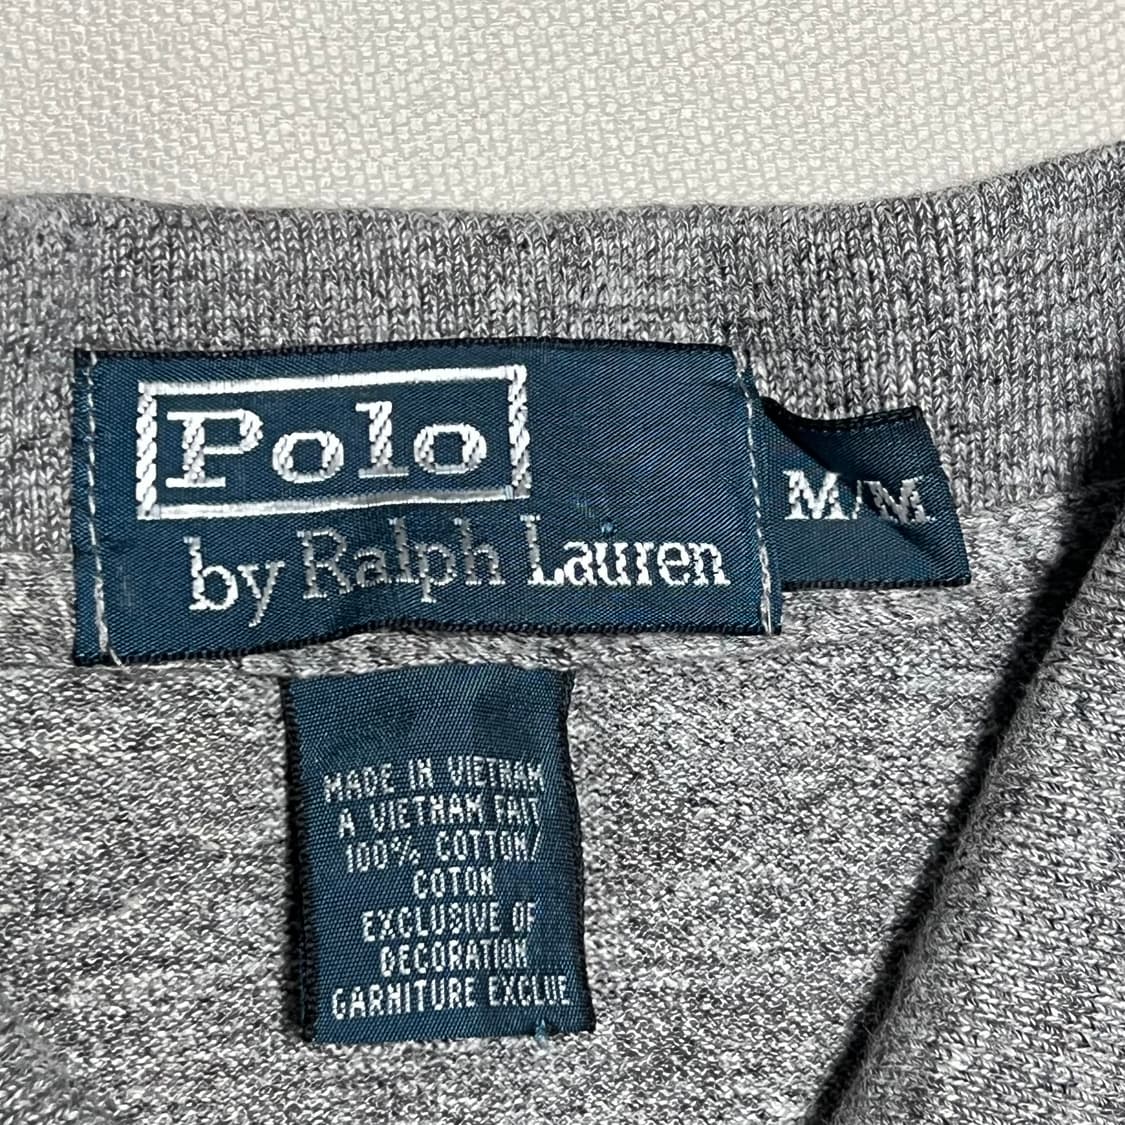 Polo
by Ralph Lauren
M/M
MADE IN VIETNAM
A VIETNAM FAIT
100% COTTON/
COTON
EXCLUSIVE OF
DECORATION
GARNITURE EXCLUE